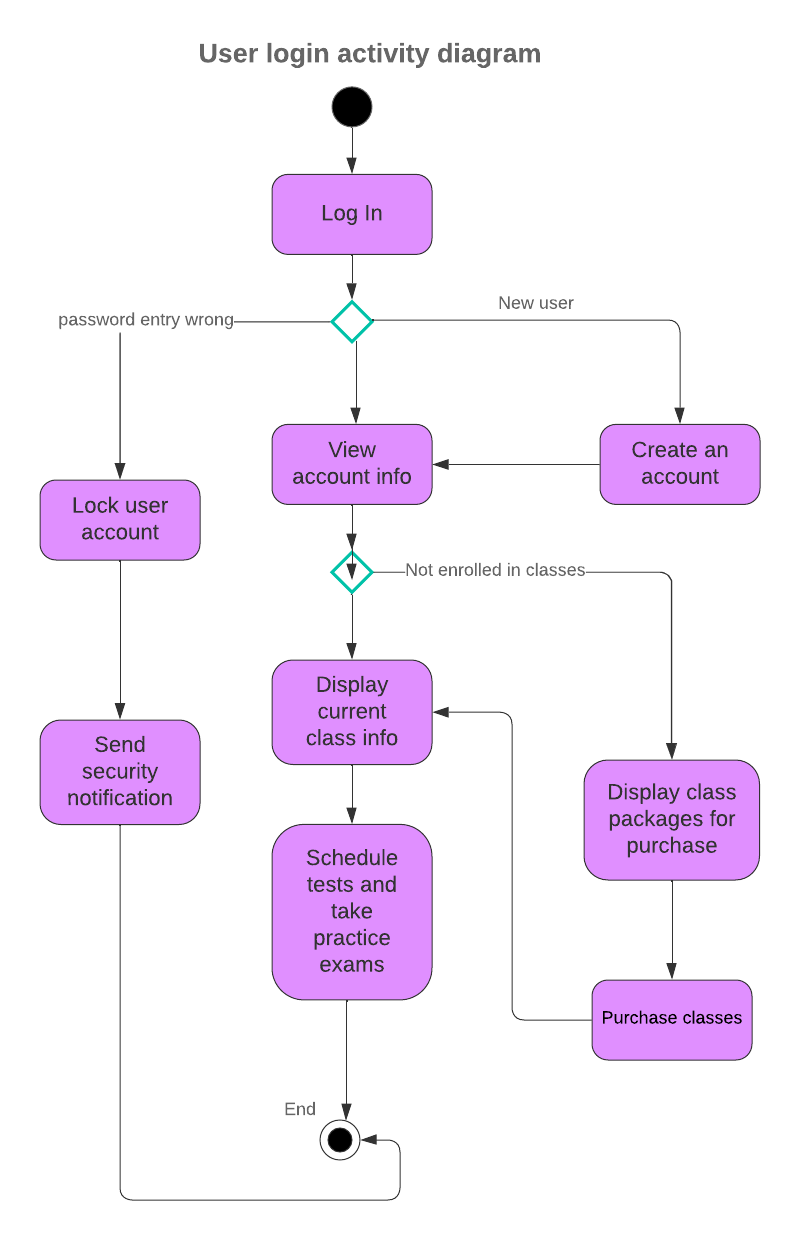 User login activity diagram
Log In
New user
password entry wrong
View
account info
Create an
account
Lock user
account
Not enrolled in classes
Display
current
class info
Send
security
notification
Display class
packages for
purchase
Schedule
tests and
take
practice
exams
Purchase classes
End